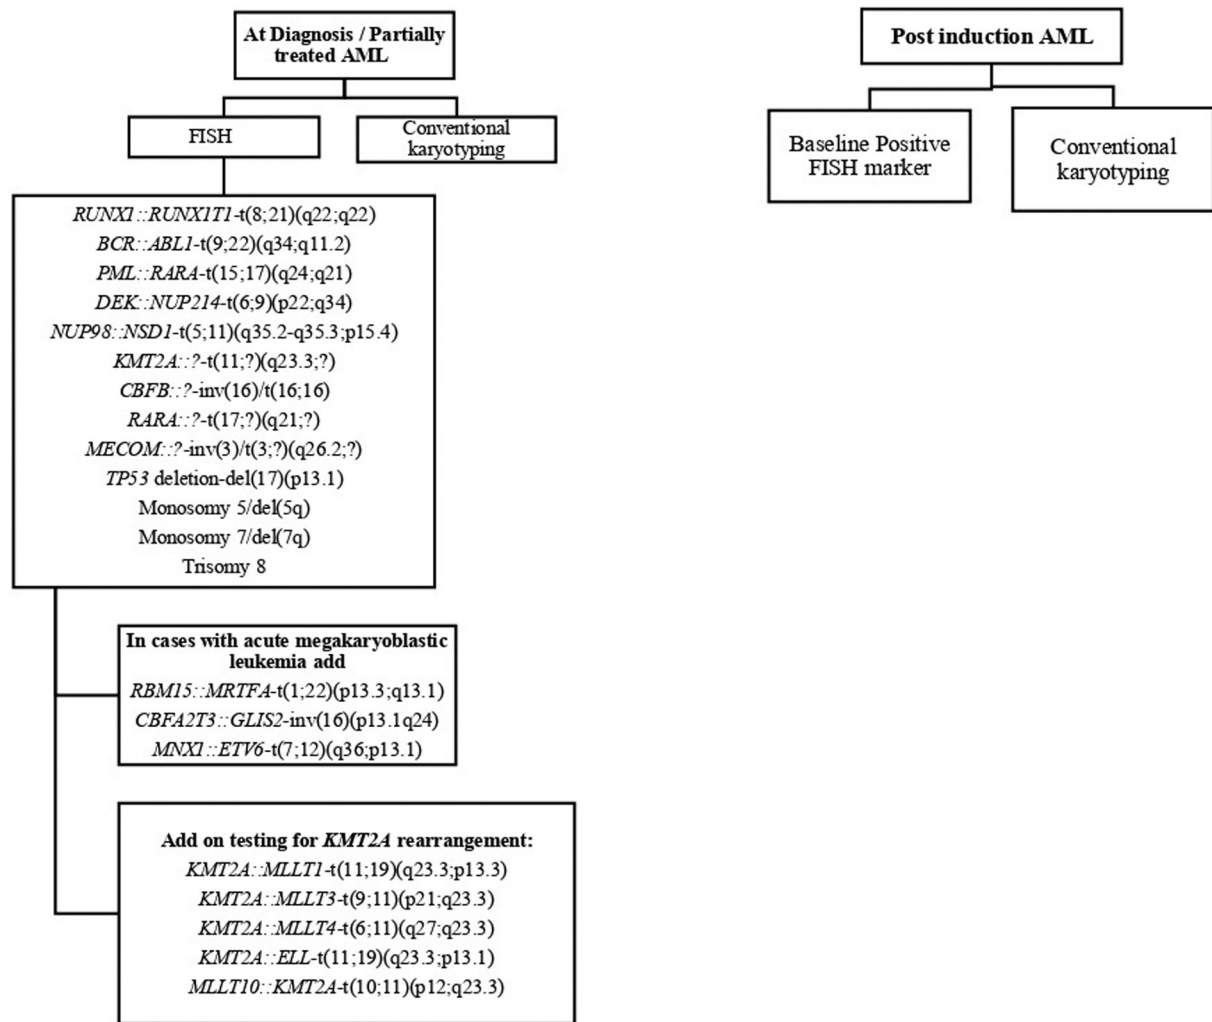 At Diagnosis / Partially
treated AML
FISH
Conventional
karyotyping
RUNX1::RUNX1T1-t(8;21)(q22;q22)
BCR::ABL1-t(9;22)(q34;q11.2)
PML::RARA-t(15;17)(q24;q21)
DEK::NUP214-t(6;9)(p22;q34)
NUP98::NSD1-t(5;11)(q35.2-q35.3;p15.4)
KMT2A::?-t(11;?)(q23.3;?)
CBFB::?-inv(16)/t(16;16)
RARA::?-t(17;?)(q21;?)
MECOM::?-inv(3)/t(3;?)(q26.2;?)
TP53 deletion-del(17)(p13.1)
Monosomy 5/del(5q)
Monosomy 7/del(7q)
Trisomy 8
In cases with acute megakaryoblastic
leukemia add
RBM15::MRTFA-t(1;22)(p13.3;q13.1)
CBFA2T3::GLIS2-inv(16)(p13.1q24)
MNX1::ETV6-t(7;12)(q36;p13.1)
Add on testing for KMT2A rearrangement:
KMT2A::MLLT1-t(11;19)(q23.3;p13.3)
KMT2A::MLLT3-t(9;11)(p21;q23.3)
KMT2A::MLLT4-t(6;11)(q27;q23.3)
KMT2A::ELL-t(11;19)(q23.3;p13.1)
MLLT10::KMT2A-t(10;11)(p12;q23.3)
Post induction AML
Baseline Positive
FISH marker
Conventional
karyotyping